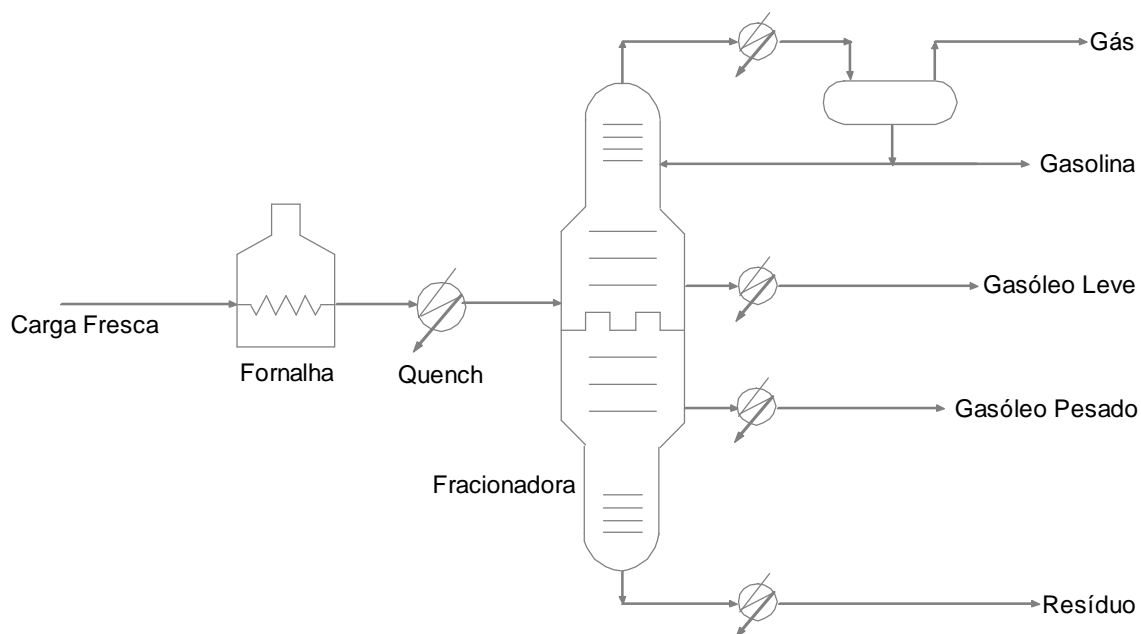 Gás
Gasolina
Gasóleo Leve
Carga Fresca
Fornalha
Quench
Gasóleo Pesado
Fracionadora
Resíduo